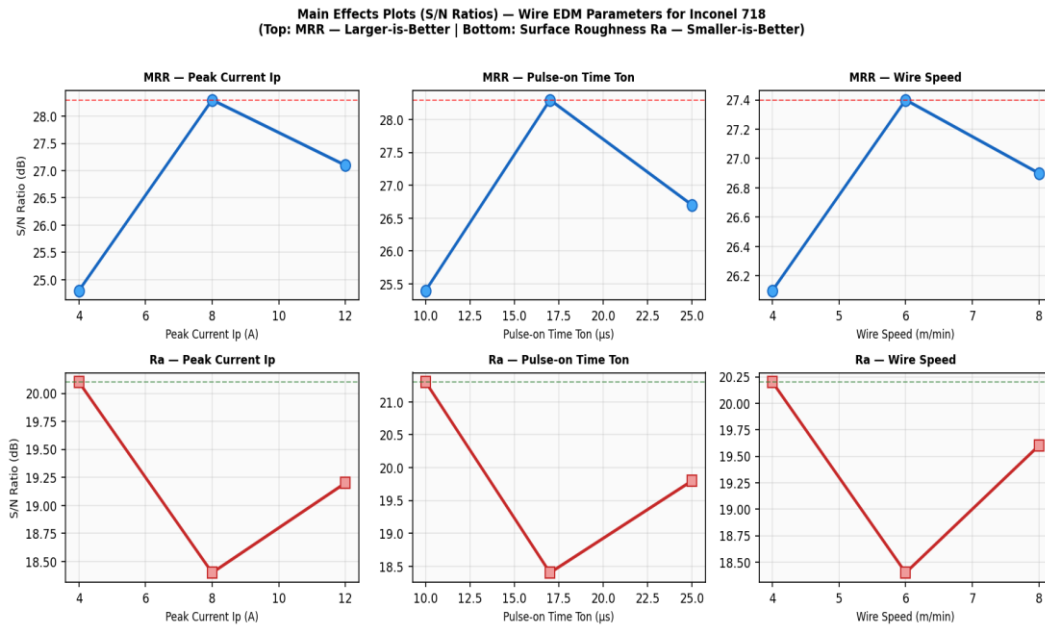 Main Effects Plots (S/N Ratios) — Wire EDM Parameters for Inconel 718
(Top: MRR — Larger-is-Better | Bottom: Surface Roughness Ra — Smaller-is-Better)
MRR — Peak Current Ip
S/N Ratio (dB)
28.0
27.5
27.0
26.5
26.0
25.5
25.0
4 6 8 10 12
Peak Current Ip (A)
MRR — Pulse-on Time Ton
28.0
27.5
27.0
26.5
26.0
25.5
10.0 12.5 15.0 17.5 20.0 22.5 25.0
Pulse-on Time Ton (µs)
MRR — Wire Speed
27.4
27.2
27.0
26.8
26.6
26.4
26.2
4 5 6 7 8
Wire Speed (m/min)
Ra — Peak Current Ip
S/N Ratio (dB)
20.00
19.75
19.50
19.25
19.00
18.75
18.50
4 6 8 10 12
Peak Current Ip (A)
Ra — Pulse-on Time Ton
21.0
20.5
20.0
19.5
19.0
18.5
10.0 12.5 15.0 17.5 20.0 22.5 25.0
Pulse-on Time Ton (µs)
Ra — Wire Speed
20.25
20.00
19.75
19.50
19.25
19.00
18.75
18.50
4 5 6 7 8
Wire Speed (m/min)